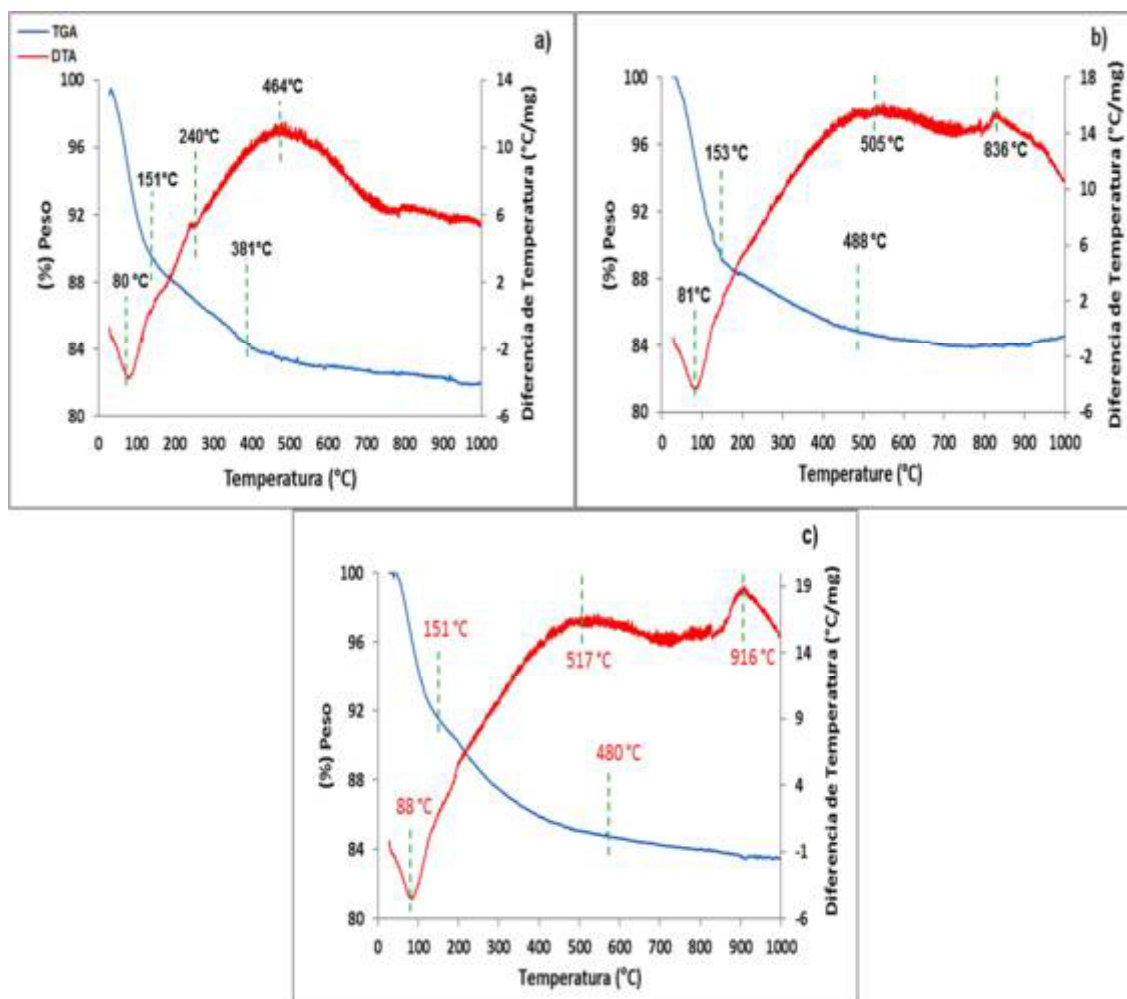 TGA
DTA
a)
100
96
92
88
84
80
(%) Peso
14
10
6
2
-2
-6
Diferencia de Temperatura (°C/mg)
464°C
240°C
151°C
381°C
80 °C
0 100 200 300 400 500 600 700 800 900 1000
Temperatura (°C)
b)
100
96
92
88
84
80
(%) Peso
18
14
10
6
2
-2
-6
Diferencia de Temperatura (°C/mg)
153 °C
505 °C
836 °C
488 °C
81°C
0 100 200 300 400 500 600 700 800 900 1000
Temperature (°C)
c)
100
96
92
88
84
80
(%) Peso
19
14
9
4
-1
-6
Diferencia de Temperatura (°C/mg)
151 °C
517 °C
916 °C
480 °C
88 °C
0 100 200 300 400 500 600 700 800 900 1000
Temperatura (°C)